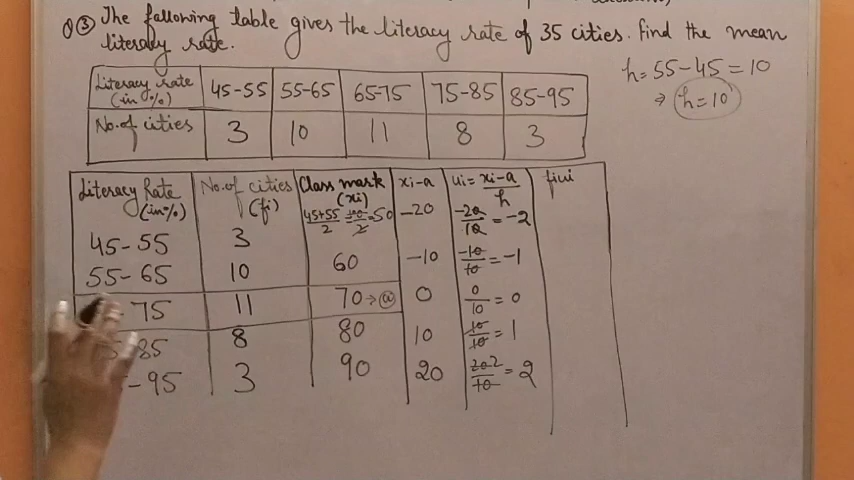 Q③ The following table gives the literacy rate of 35 cities. Find the mean
literacy rate.
h = 55-45 = 10
⇒ h=10
Literacy rate (in %) 45-55 55-65 65-75 75-85 85-95
No. of cities 3 10 11 8 3
Literacy Rate (in%) No. of cities (fi) Class mark (xi) xi-a ui = xi-a/h fiui
45-55 3 45+55/2 = 100/2 = 50 -20 -20/10 = -2
55-65 10 60 -10 -10/10 = -1
75 11 70 → a 0 0/10 = 0
85 8 80 10 10/10 = 1
-95 3 90 20 20/10 2 = 2